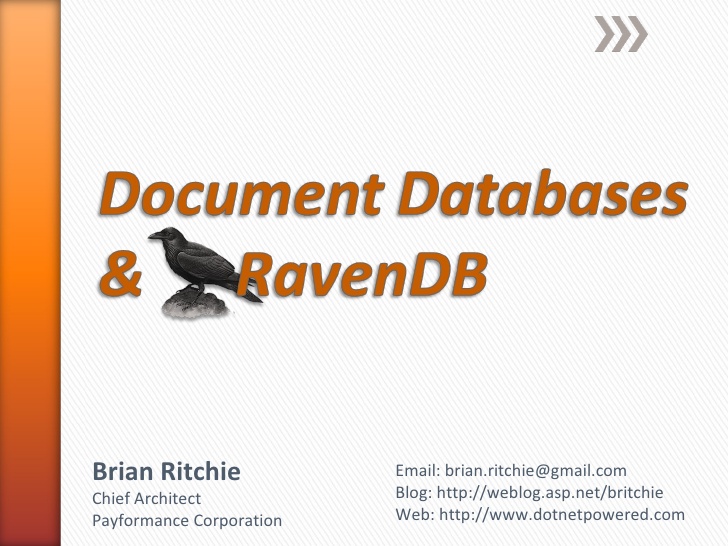 Document Databases
& RavenDB
Brian Ritchie
Chief Architect
Payformance Corporation
Email: brian.ritchie@gmail.com
Blog: http://weblog.asp.net/britchie
Web: http://www.dotnetpowered.com